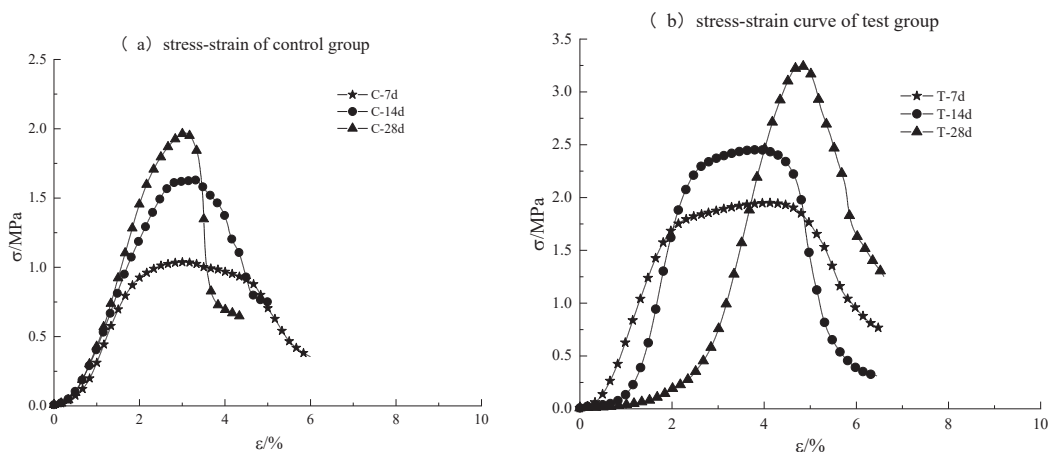 ( a) stress-strain of control group
2.5
2.0
1.5
1.0
0.5
0.0
0
2
4
6
8
10
σ/MPa
ε/%
C-7d
C-14d
C-28d
( b) stress-strain curve of test group
3.5
3.0
2.5
2.0
1.5
1.0
0.5
0.0
0
2
4
6
8
10
σ/MPa
ε/%
T-7d
T-14d
T-28d